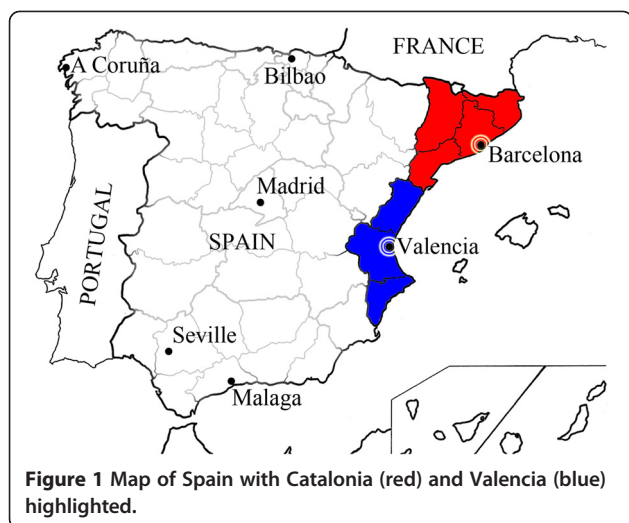 FRANCE
A Coruña
Bilbao
Barcelona
Madrid
PORTUGAL
SPAIN
Valencia
Seville
Malaga
Figure 1 Map of Spain with Catalonia (red) and Valencia (blue)
highlighted.